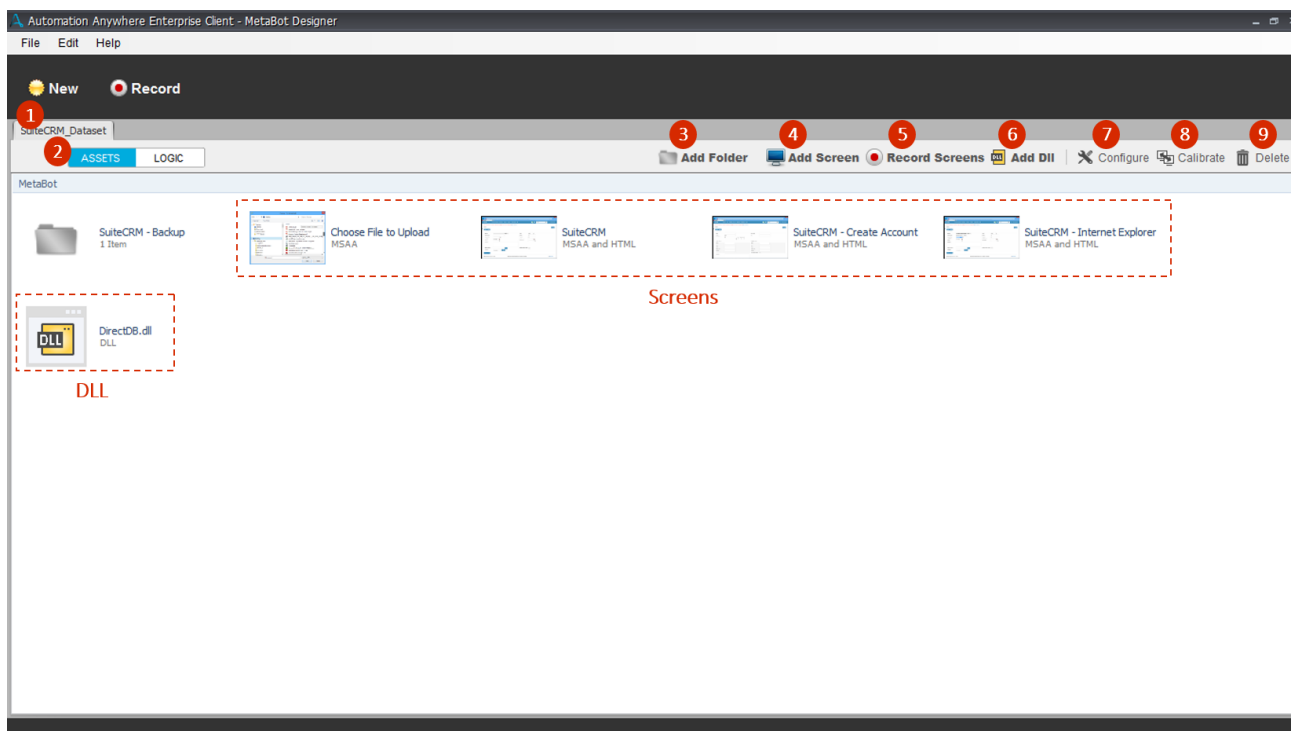 Automation Anywhere Enterprise Client - MetaBot Designer
File Edit Help
New Record
1
SuiteCRM_Dataset
3 4 5 6 7 8 9
2 ASSETS LOGIC
Add Folder Add Screen Record Screens Add Dll Configure Calibrate Delete
MetaBot
SuiteCRM - Backup
1 Item
Choose File to Upload
MSAA
SuiteCRM
MSAA and HTML
SuiteCRM - Create Account
MSAA and HTML
SuiteCRM - Internet Explorer
MSAA and HTML
Screens
DLL
DirectDB.dll
DLL
DLL